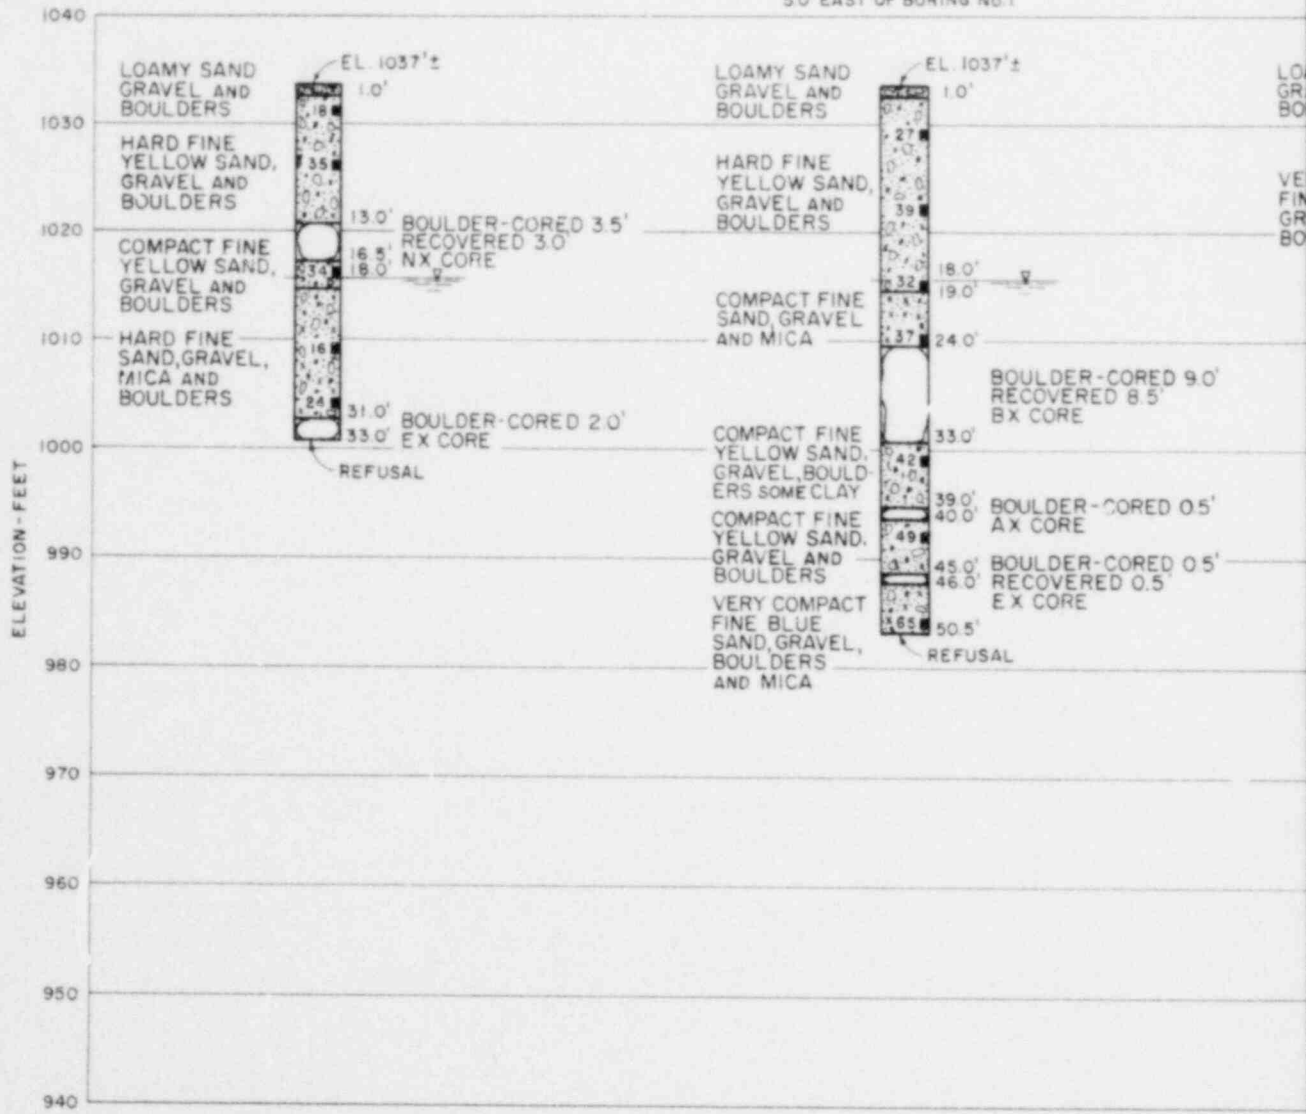 5.0' EAST OF BORING NO. 1
1040
1030
1020
1010
1000
990
980
970
960
950
940
ELEVATION-FEET
EL. 1037'±
LOAMY SAND
GRAVEL AND
BOULDERS
1.0'
18
HARD FINE
YELLOW SAND,
GRAVEL AND
BOULDERS
35
13.0'
BOULDER-CORED 3.5'
RECOVERED 3.0'
NX CORE
COMPACT FINE
YELLOW SAND,
GRAVEL AND
BOULDERS
16.5'
18.0'
34
HARD FINE
SAND, GRAVEL,
MICA AND
BOULDERS
16
24
31.0'
33.0'
BOULDER-CORED 2.0'
EX CORE
REFUSAL
EL. 1037'±
LOAMY SAND
GRAVEL AND
BOULDERS
1.0'
27
HARD FINE
YELLOW SAND,
GRAVEL AND
BOULDERS
39
32
18.0'
19.0'
COMPACT FINE
SAND, GRAVEL
AND MICA
37
24.0'
BOULDER-CORED 9.0'
RECOVERED 8.5'
BX CORE
33.0'
COMPACT FINE
YELLOW SAND,
GRAVEL, BOULD-
ERS SOME CLAY
42
39.0'
40.0'
BOULDER-CORED 0.5'
AX CORE
COMPACT FINE
YELLOW SAND,
GRAVEL AND
BOULDERS
49
45.0'
46.0'
BOULDER-CORED 0.5'
RECOVERED 0.5'
EX CORE
VERY COMPACT
FINE BLUE
SAND, GRAVEL,
BOULDERS
AND MICA
65
50.5'
REFUSAL